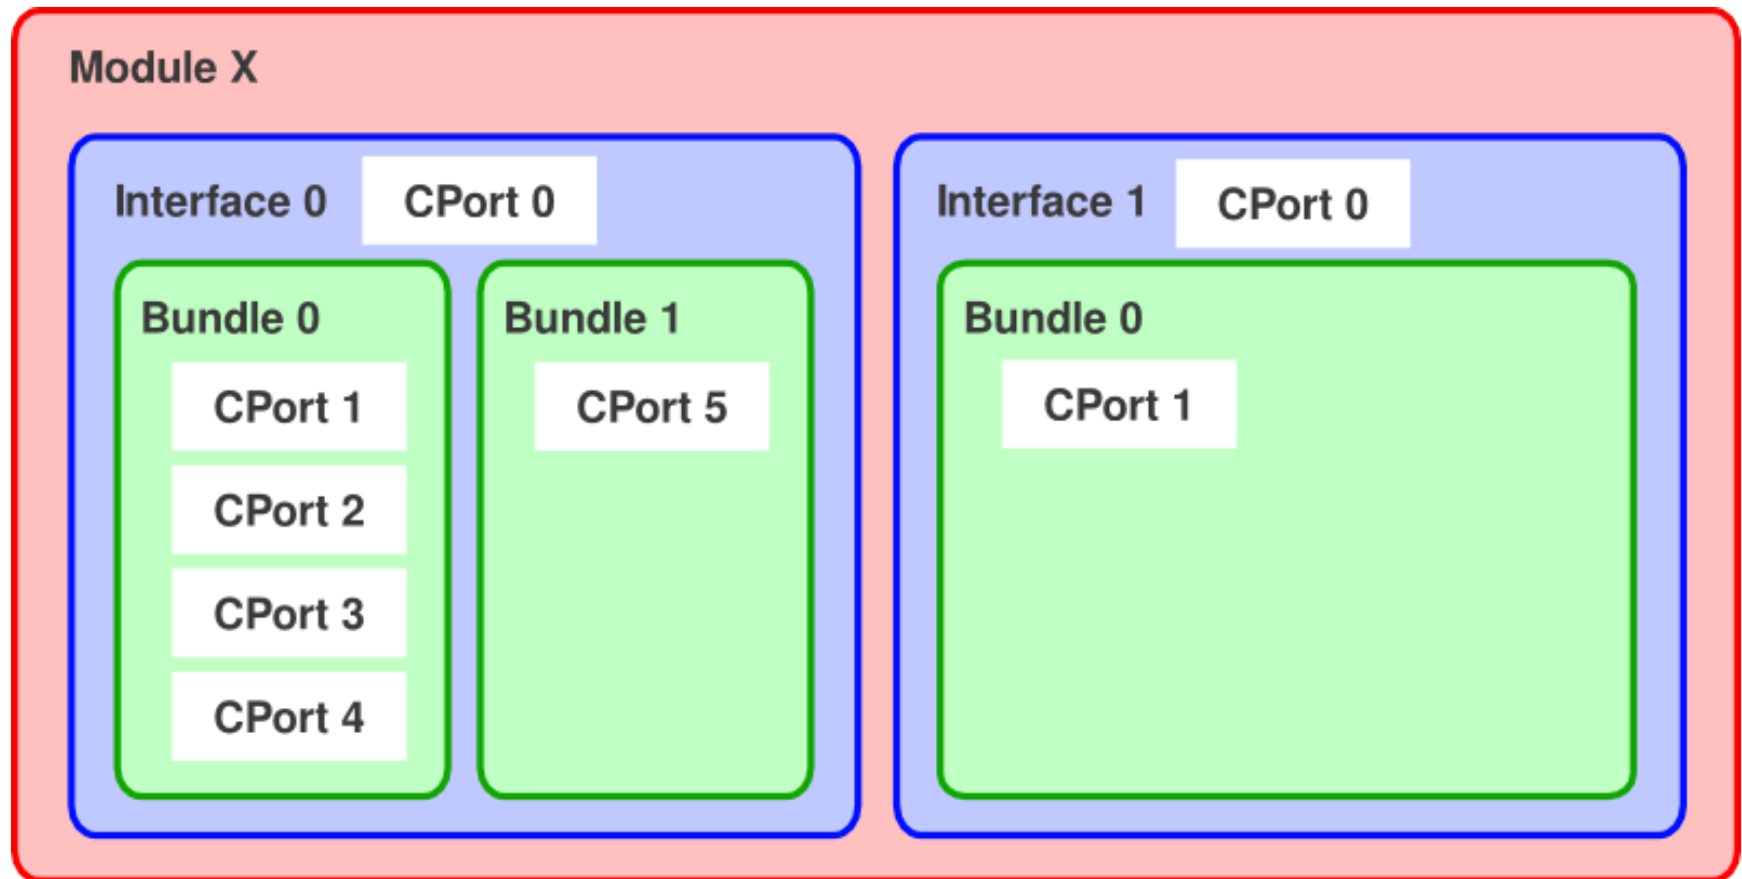 Module X
Interface 0
CPort 0
Bundle 0
CPort 1
CPort 2
CPort 3
CPort 4
Bundle 1
CPort 5
Interface 1
CPort 0
Bundle 0
CPort 1